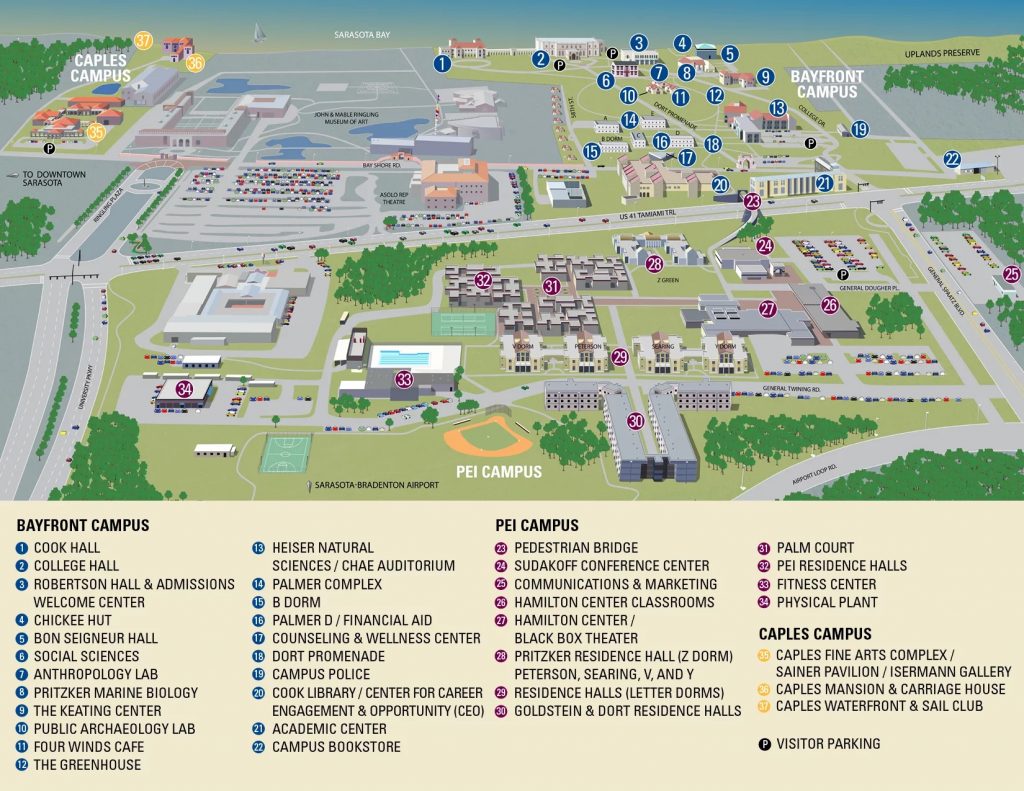 SARASOTA BAY
37
36
CAPLES
CAMPUS
35
P
TO DOWNTOWN
SARASOTA
RINGLING PLAZA
JOHN & MABLE RINGLING
MUSEUM OF ART
BAY SHORE RD.
ASOLO REP
THEATRE
1
2
P
P
3
4
5
6
7
8
9
UPLANDS PRESERVE
BAYFRONT
CAMPUS
10
11
12
13
DORT PROMENADE
COLLEGE DR.
A
14
B DORM
C
D
15
16
17
18
19
P
20
21
22
US 41 TAMIAMI TRL
23
24
25
P
GENERAL DOUGHER PL.
GENERAL SPAATZ BLVD
26
27
28
Z GREEN
31
32
V DORM
PETERSON
SEARING
Y DORM
29
GENERAL TWINING RD.
30
33
34
UNIVERSITY PKWY
PEI CAMPUS
AIRPORT LOOP RD.
SARASOTA-BRADENTON AIRPORT
BAYFRONT CAMPUS
1 COOK HALL
2 COLLEGE HALL
3 ROBERTSON HALL & ADMISSIONS
WELCOME CENTER
4 CHICKEE HUT
5 BON SEIGNEUR HALL
6 SOCIAL SCIENCES
7 ANTHROPOLOGY LAB
8 PRITZKER MARINE BIOLOGY
9 THE KEATING CENTER
10 PUBLIC ARCHAEOLOGY LAB
11 FOUR WINDS CAFE
12 THE GREENHOUSE
13 HEISER NATURAL
SCIENCES / CHAE AUDITORIUM
14 PALMER COMPLEX
15 B DORM
16 PALMER D / FINANCIAL AID
17 COUNSELING & WELLNESS CENTER
18 DORT PROMENADE
19 CAMPUS POLICE
20 COOK LIBRARY / CENTER FOR CAREER
ENGAGEMENT & OPPORTUNITY (CEO)
21 ACADEMIC CENTER
22 CAMPUS BOOKSTORE
PEI CAMPUS
23 PEDESTRIAN BRIDGE
24 SUDAKOFF CONFERENCE CENTER
25 COMMUNICATIONS & MARKETING
26 HAMILTON CENTER CLASSROOMS
27 HAMILTON CENTER /
BLACK BOX THEATER
28 PRITZKER RESIDENCE HALL (Z DORM)
PETERSON, SEARING, V, AND Y
29 RESIDENCE HALLS (LETTER DORMS)
30 GOLDSTEIN & DORT RESIDENCE HALLS
31 PALM COURT
32 PEI RESIDENCE HALLS
33 FITNESS CENTER
34 PHYSICAL PLANT
CAPLES CAMPUS
35 CAPLES FINE ARTS COMPLEX /
SAINER PAVILION / ISERMANN GALLERY
36 CAPLES MANSION & CARRIAGE HOUSE
37 CAPLES WATERFRONT & SAIL CLUB
P VISITOR PARKING